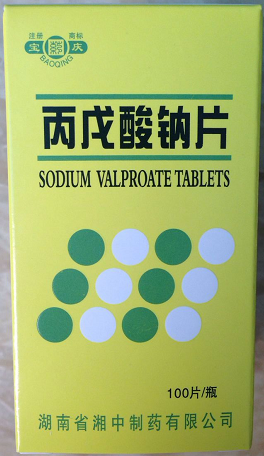 注册 商标
宝 庆
BAOQING
丙戊酸钠片
SODIUM VALPROATE TABLETS
100片/瓶
湖南省湘中制药有限公司